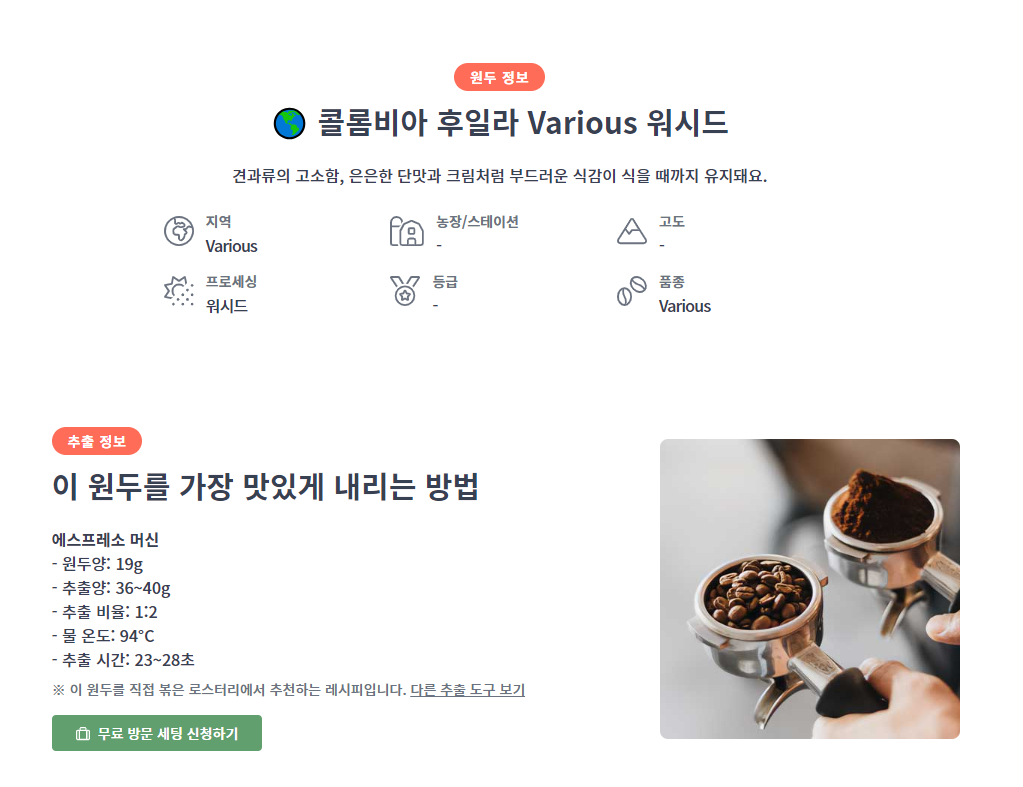 원두 정보
콜롬비아 후일라 Various 워시드
견과류의 고소함, 은은한 단맛과 크림처럼 부드러운 식감이 식을 때까지 유지돼요.
지역
Various
농장/스테이션
-
고도
-
프로세싱
워시드
등급
-
품종
Various
추출 정보
이 원두를 가장 맛있게 내리는 방법
에스프레소 머신
- 원두양: 19g
- 추출양: 36~40g
- 추출 비율: 1:2
- 물 온도: 94°C
- 추출 시간: 23~28초
※ 이 원두를 직접 볶은 로스터리에서 추천하는 레시피입니다. 다른 추출 도구 보기
무료 방문 세팅 신청하기